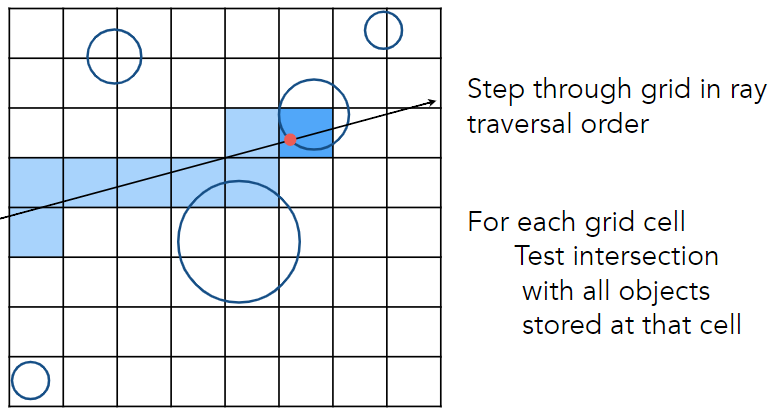 Step through grid in ray
traversal order
For each grid cell
Test intersection
with all objects
stored at that cell